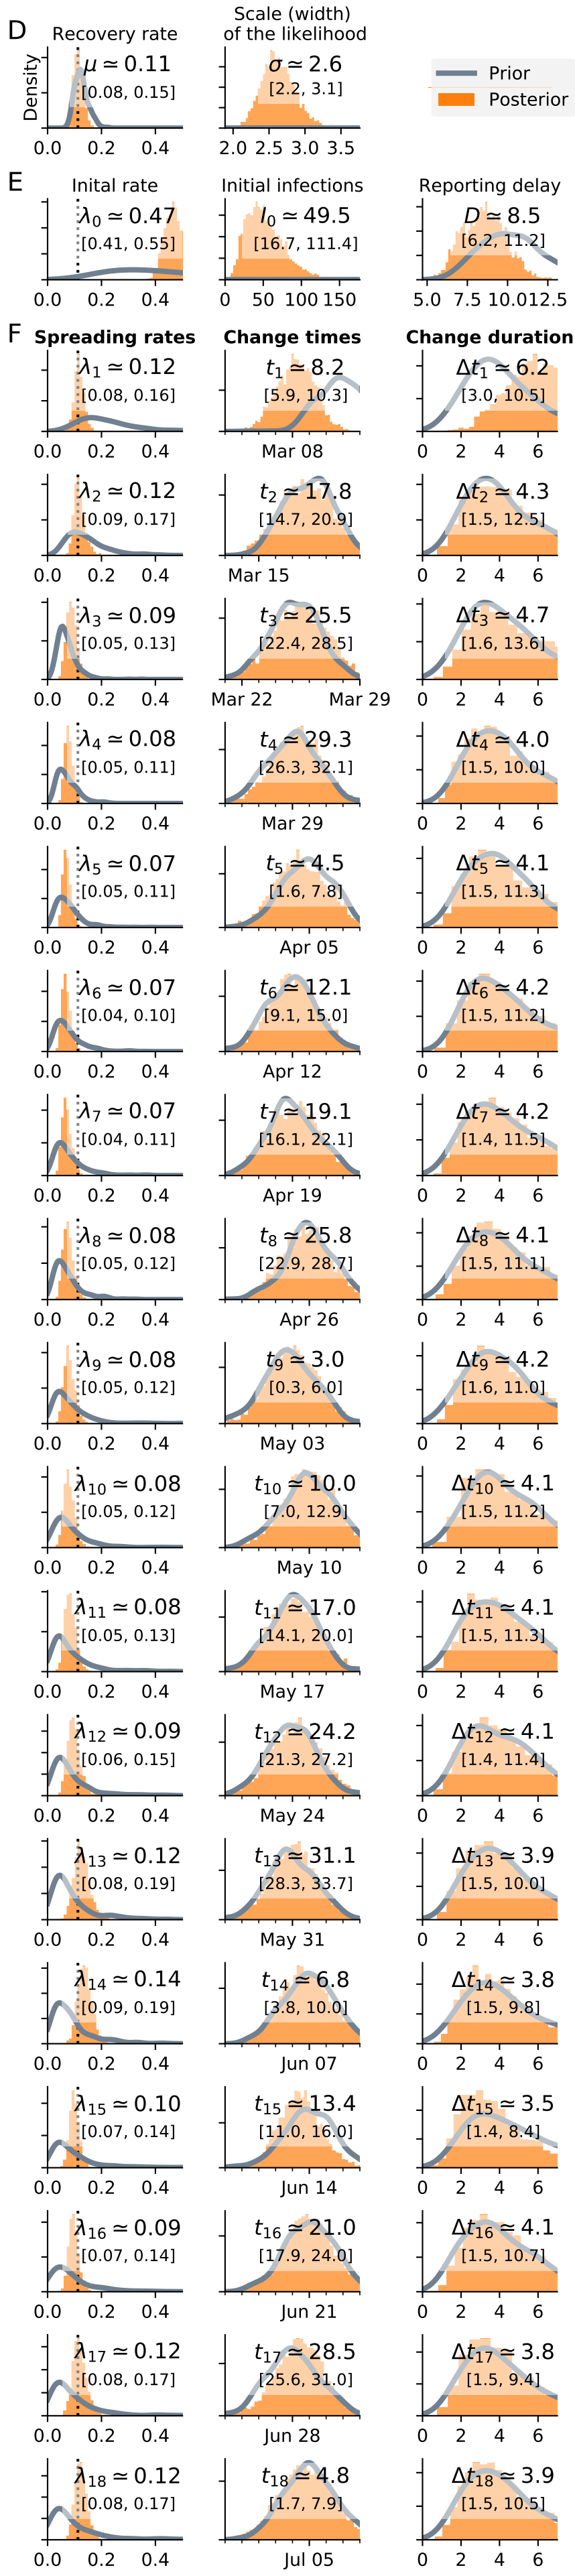 D
Recovery rate
Scale (width)
of the likelihood
Density
μ ≃ 0.11
[0.08, 0.15]
σ ≃ 2.6
[2.2, 3.1]
Prior
Posterior
0.0 0.2 0.4
2.0 2.5 3.0 3.5
E
Inital rate
Initial infections
Reporting delay
λ0 ≃ 0.47
[0.41, 0.55]
I0 ≃ 49.5
[16.7, 111.4]
D ≃ 8.5
[6.2, 11.2]
0.0 0.2 0.4
0 50 100 150
5.0 7.5 10.0 12.5
F
Spreading rates
Change times
Change duration
λ1 ≃ 0.12
[0.08, 0.16]
t1 ≃ 8.2
[5.9, 10.3]
Δt1 ≃ 6.2
[3.0, 10.5]
0.0 0.2 0.4
Mar 08
0 2 4 6
λ2 ≃ 0.12
[0.09, 0.17]
t2 ≃ 17.8
[14.7, 20.9]
Δt2 ≃ 4.3
[1.5, 12.5]
0.0 0.2 0.4
Mar 15
0 2 4 6
λ3 ≃ 0.09
[0.05, 0.13]
t3 ≃ 25.5
[22.4, 28.5]
Δt3 ≃ 4.7
[1.6, 13.6]
0.0 0.2 0.4
Mar 22 Mar 29
0 2 4 6
λ4 ≃ 0.08
[0.05, 0.11]
t4 ≃ 29.3
[26.3, 32.1]
Δt4 ≃ 4.0
[1.5, 10.0]
0.0 0.2 0.4
Mar 29
0 2 4 6
λ5 ≃ 0.07
[0.05, 0.11]
t5 ≃ 4.5
[1.6, 7.8]
Δt5 ≃ 4.1
[1.5, 11.3]
0.0 0.2 0.4
Apr 05
0 2 4 6
λ6 ≃ 0.07
[0.04, 0.10]
t6 ≃ 12.1
[9.1, 15.0]
Δt6 ≃ 4.2
[1.5, 11.2]
0.0 0.2 0.4
Apr 12
0 2 4 6
λ7 ≃ 0.07
[0.04, 0.11]
t7 ≃ 19.1
[16.1, 22.1]
Δt7 ≃ 4.2
[1.4, 11.5]
0.0 0.2 0.4
Apr 19
0 2 4 6
λ8 ≃ 0.08
[0.05, 0.12]
t8 ≃ 25.8
[22.9, 28.7]
Δt8 ≃ 4.1
[1.5, 11.1]
0.0 0.2 0.4
Apr 26
0 2 4 6
λ9 ≃ 0.08
[0.05, 0.12]
t9 ≃ 3.0
[0.3, 6.0]
Δt9 ≃ 4.2
[1.6, 11.0]
0.0 0.2 0.4
May 03
0 2 4 6
λ10 ≃ 0.08
[0.05, 0.12]
t10 ≃ 10.0
[7.0, 12.9]
Δt10 ≃ 4.1
[1.5, 11.2]
0.0 0.2 0.4
May 10
0 2 4 6
λ11 ≃ 0.08
[0.05, 0.13]
t11 ≃ 17.0
[14.1, 20.0]
Δt11 ≃ 4.1
[1.5, 11.3]
0.0 0.2 0.4
May 17
0 2 4 6
λ12 ≃ 0.09
[0.06, 0.15]
t12 ≃ 24.2
[21.3, 27.2]
Δt12 ≃ 4.1
[1.4, 11.4]
0.0 0.2 0.4
May 24
0 2 4 6
λ13 ≃ 0.12
[0.08, 0.19]
t13 ≃ 31.1
[28.3, 33.7]
Δt13 ≃ 3.9
[1.5, 10.0]
0.0 0.2 0.4
May 31
0 2 4 6
λ14 ≃ 0.14
[0.09, 0.19]
t14 ≃ 6.8
[3.8, 10.0]
Δt14 ≃ 3.8
[1.5, 9.8]
0.0 0.2 0.4
Jun 07
0 2 4 6
λ15 ≃ 0.10
[0.07, 0.14]
t15 ≃ 13.4
[11.0, 16.0]
Δt15 ≃ 3.5
[1.4, 8.4]
0.0 0.2 0.4
Jun 14
0 2 4 6
λ16 ≃ 0.09
[0.07, 0.14]
t16 ≃ 21.0
[17.9, 24.0]
Δt16 ≃ 4.1
[1.5, 10.7]
0.0 0.2 0.4
Jun 21
0 2 4 6
λ17 ≃ 0.12
[0.08, 0.17]
t17 ≃ 28.5
[25.6, 31.0]
Δt17 ≃ 3.8
[1.5, 9.4]
0.0 0.2 0.4
Jun 28
0 2 4 6
λ18 ≃ 0.12
[0.08, 0.17]
t18 ≃ 4.8
[1.7, 7.9]
Δt18 ≃ 3.9
[1.5, 10.5]
0.0 0.2 0.4
Jul 05
0 2 4 6